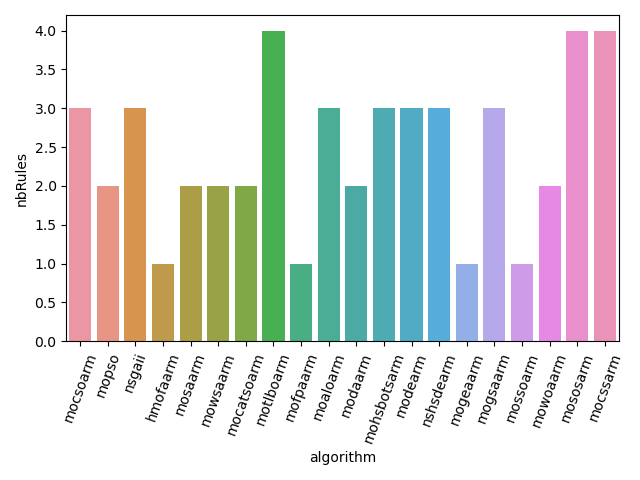 4.0
3.5
3.0
2.5
2.0
1.5
1.0
0.5
0.0
nbRules
mocsoarm
mopso
nsgaii
hmofaarm
mosaarm
mowsaarm
mocatsoarm
motlboarm
mofpaarm
moaloarm
modaarm
mohsbotsarm
modearm
nshsdearm
mogeaarm
mogsaarm
mossoarm
mowoaarm
mososarm
mocssarm
algorithm